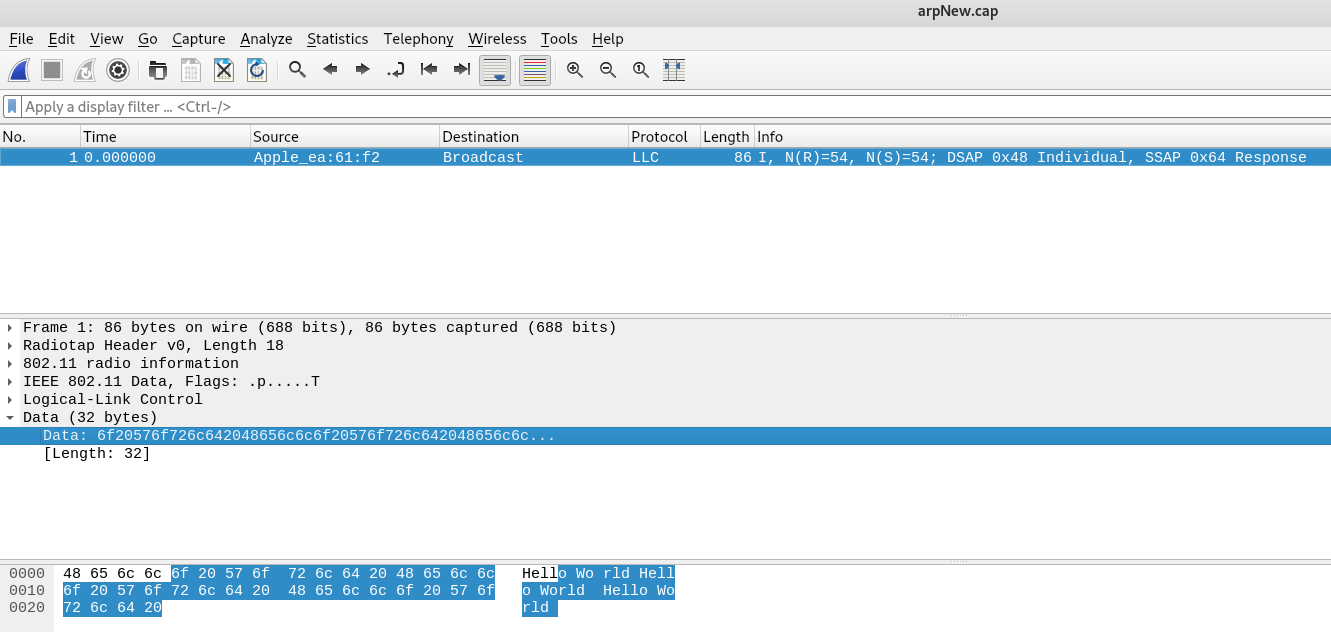 arpNew.cap
File Edit View Go Capture Analyze Statistics Telephony Wireless Tools Help
Apply a display filter ... <Ctrl-/>
No. Time Source Destination Protocol Length Info
1 0.000000 Apple_ea:61:f2 Broadcast LLC 86 I, N(R)=54, N(S)=54; DSAP 0x48 Individual, SSAP 0x64 Response
Frame 1: 86 bytes on wire (688 bits), 86 bytes captured (688 bits)
Radiotap Header v0, Length 18
802.11 radio information
IEEE 802.11 Data, Flags: .p.....T
Logical-Link Control
Data (32 bytes)
Data: 6f20576f726c642048656c6c6f20576f726c642048656c6c...
[Length: 32]
0000 48 65 6c 6c 6f 20 57 6f 72 6c 64 20 48 65 6c 6c Hello Wo rld Hell
0010 6f 20 57 6f 72 6c 64 20 48 65 6c 6c 6f 20 57 6f o World  Hello Wo
0020 72 6c 64 20 rld